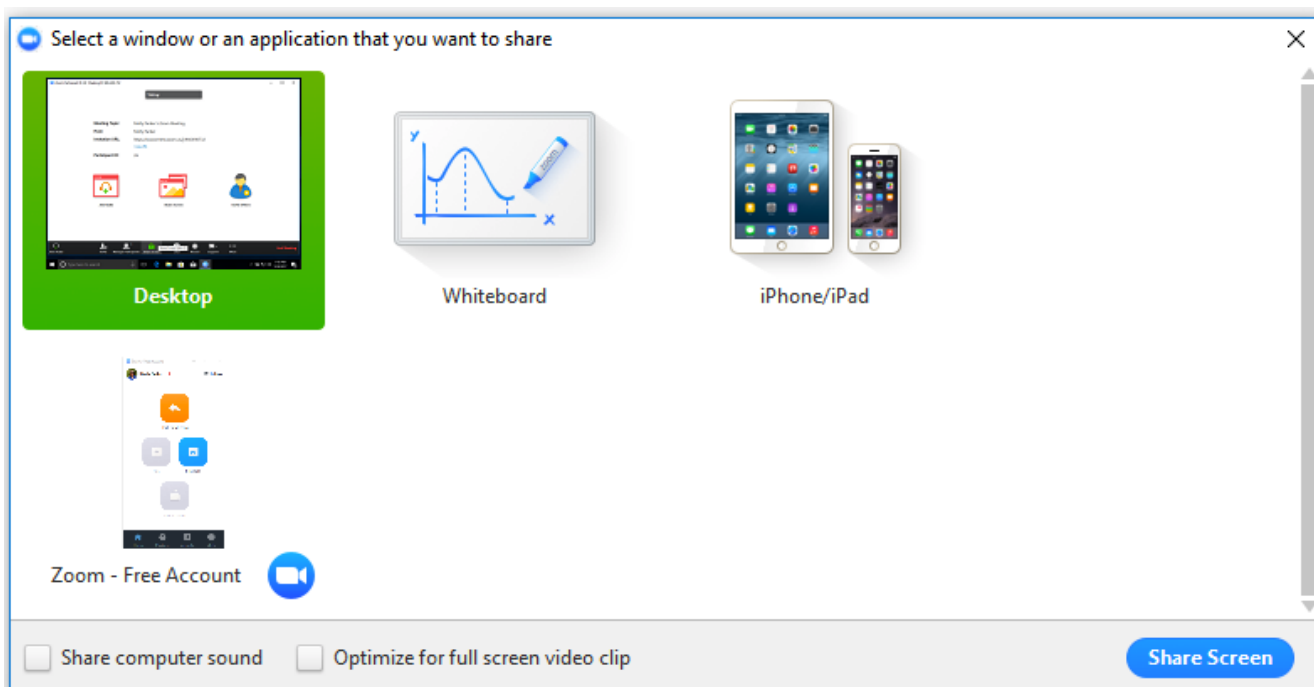 Select a window or an application that you want to share
Y
zoom
X
Desktop
Whiteboard
iPhone/iPad
Zoom - Free Account
Share computer sound
Optimize for full screen video clip
Share Screen